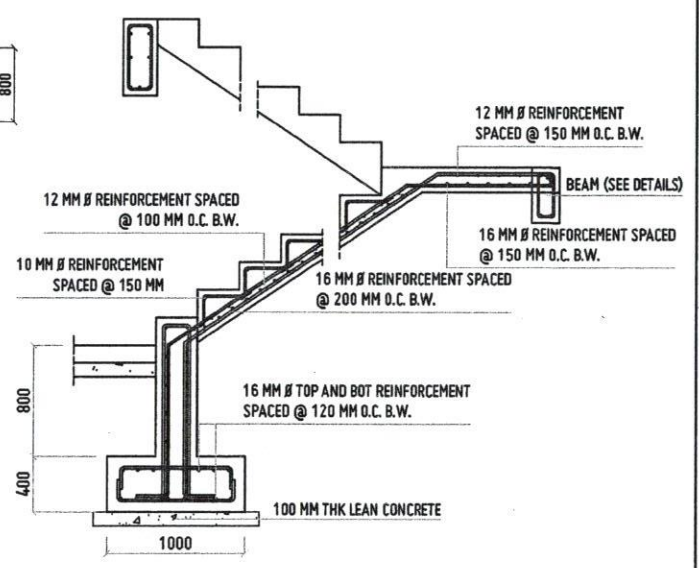 800
12 MM Ø REINFORCEMENT
SPACED @ 150 MM O.C. B.W.
BEAM (SEE DETAILS)
12 MM Ø REINFORCEMENT SPACED
@ 100 MM O.C. B.W.
16 MM Ø REINFORCEMENT SPACED
@ 150 MM O.C. B.W.
10 MM Ø REINFORCEMENT
SPACED @ 150 MM
16 MM Ø REINFORCEMENT SPACED
@ 200 MM O.C. B.W.
800
16 MM Ø TOP AND BOT REINFORCEMENT
SPACED @ 120 MM O.C. B.W.
400
100 MM THK LEAN CONCRETE
1000